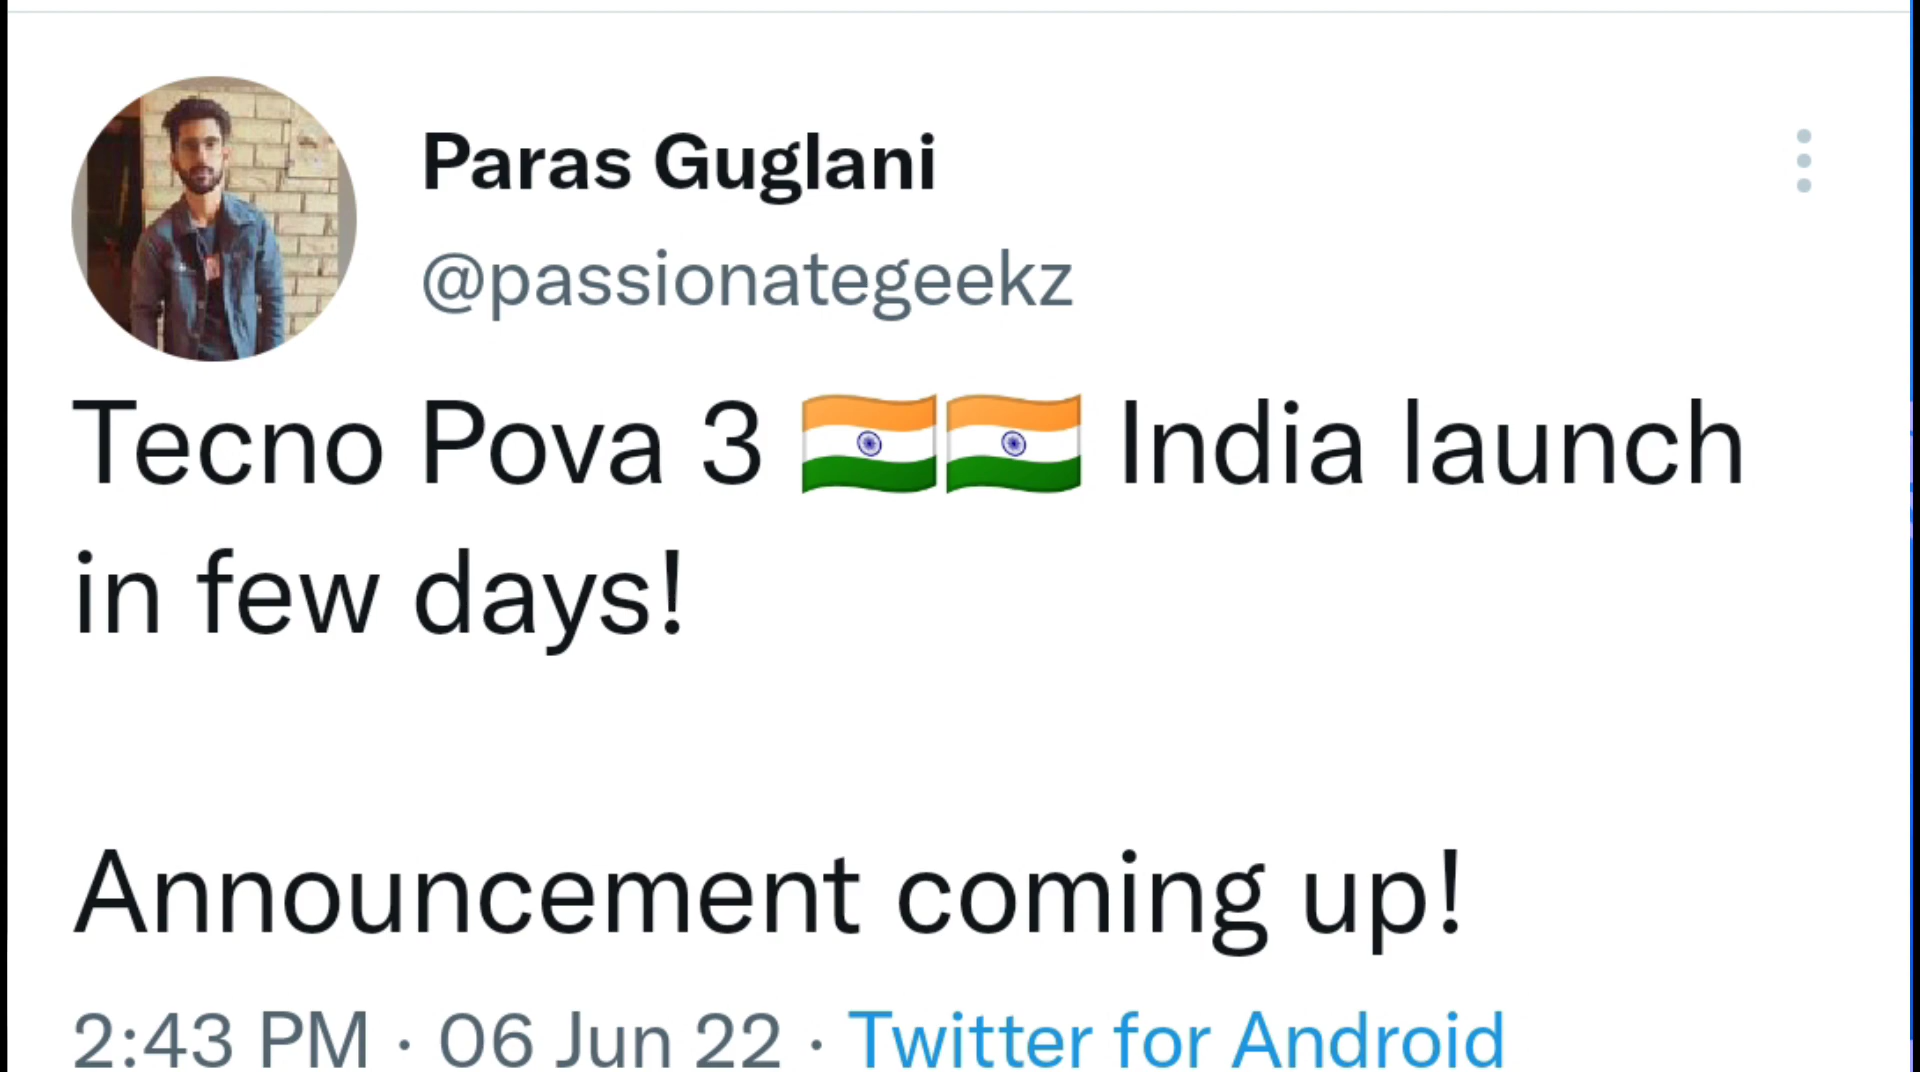 Paras Guglani
@passionategeekz
Tecno Pova 3 🇮🇳🇮🇳 India launch
in few days!
Announcement coming up!
2:43 PM · 06 Jun 22 · Twitter for Android